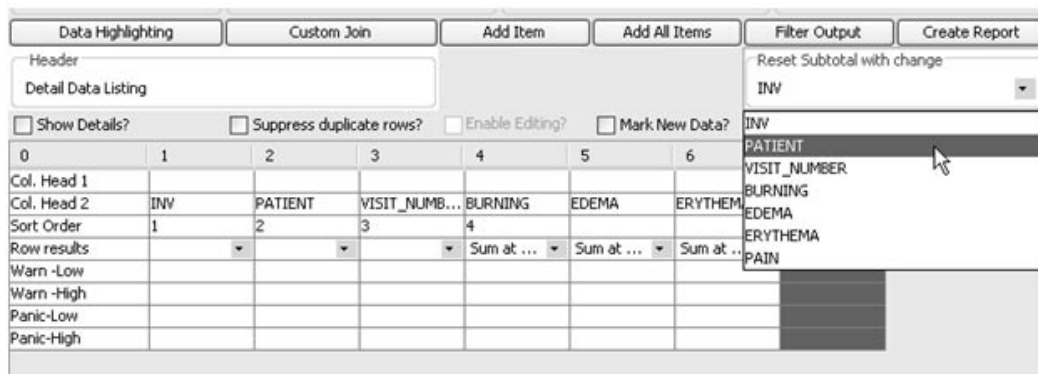 Data Highlighting Custom Join Add Item Add All Items Filter Output Create Report
Header
Reset Subtotal with change
Detail Data Listing
INV
Show Details? Suppress duplicate rows? Enable Editing? Mark New Data?
INV
PATIENT
VISIT_NUMBER
BURNING
EDEMA
ERYTHEMA
PAIN
0 1 2 3 4 5 6
Col. Head 1
Col. Head 2 INV PATIENT VISIT_NUMB... BURNING EDEMA ERYTHEM
Sort Order 1 2 3 4
Row results Sum at ... Sum at ... Sum at ..
Warn -Low
Warn -High
Panic-Low
Panic-High